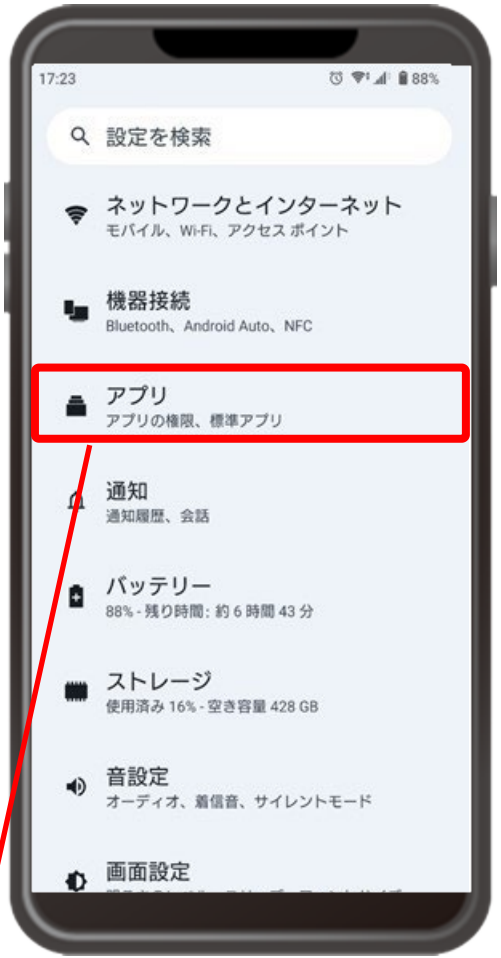 17:23
88%
設定を検索
ネットワークとインターネット
モバイル、Wi-Fi、アクセス ポイント
機器接続
Bluetooth、Android Auto、NFC
アプリ
アプリの権限、標準アプリ
通知
通知履歴、会話
バッテリー
88% - 残り時間: 約 6 時間 43 分
ストレージ
使用済み 16% - 空き容量 428 GB
音設定
オーディオ、着信音、サイレントモード
画面設定